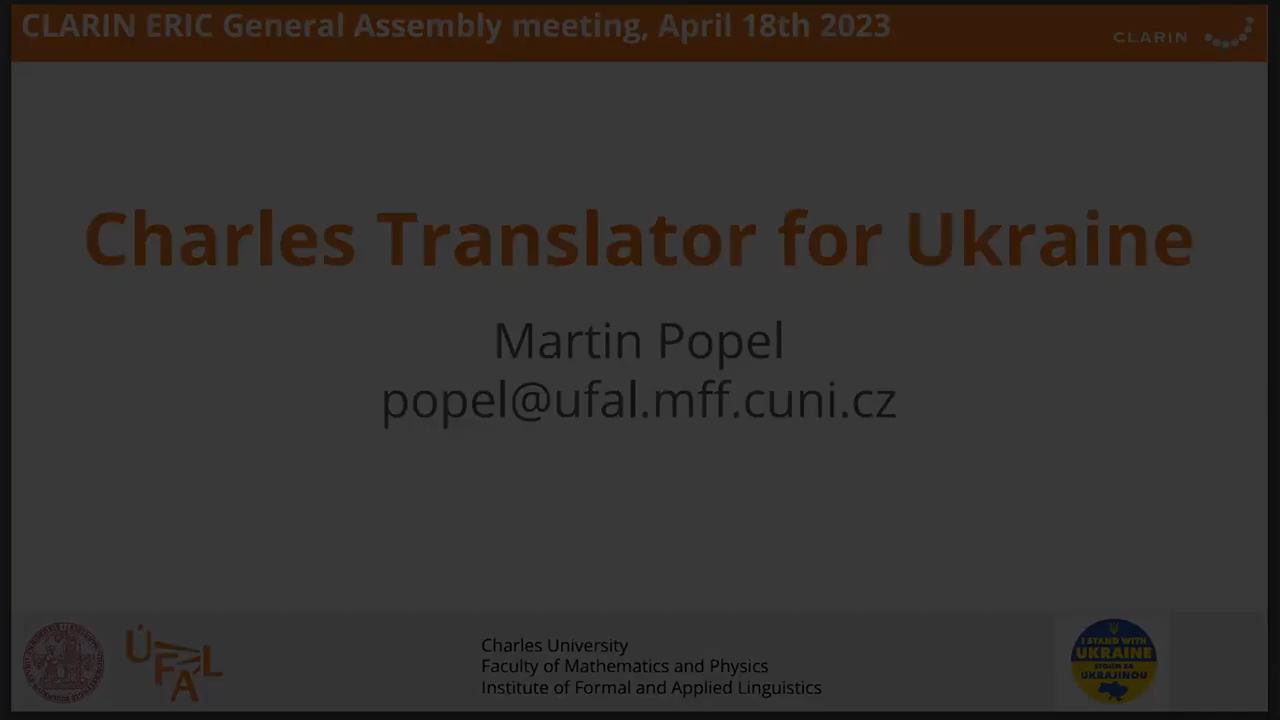 CLARIN ERIC General Assembly meeting, April 18th 2023
CLARIN
Charles Translator for Ukraine
Martin Popel
popel@ufal.mff.cuni.cz
ÚFAL
Charles University
Faculty of Mathematics and Physics
Institute of Formal and Applied Linguistics
I STAND WITH
UKRAINE
STOJÍM ZA
UKRAJINOU